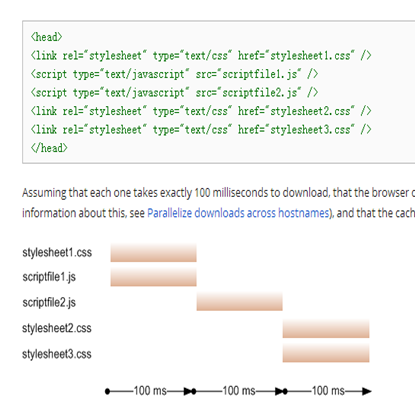 <head>
<link rel="stylesheet" type="text/css" href="stylesheet1.css" />
<script type="text/javascript" src="scriptfile1.js" />
<script type="text/javascript" src="scriptfile2.js" />
<link rel="stylesheet" type="text/css" href="stylesheet2.css" />
<link rel="stylesheet" type="text/css" href="stylesheet3.css" />
</head>
Assuming that each one takes exactly 100 milliseconds to download, that the browser c
information about this, see Parallelize downloads across hostnames), and that the cach
stylesheet1.css
scriptfile1.js
scriptfile2.js
stylesheet2.css
stylesheet3.css
100 ms 100 ms 100 ms